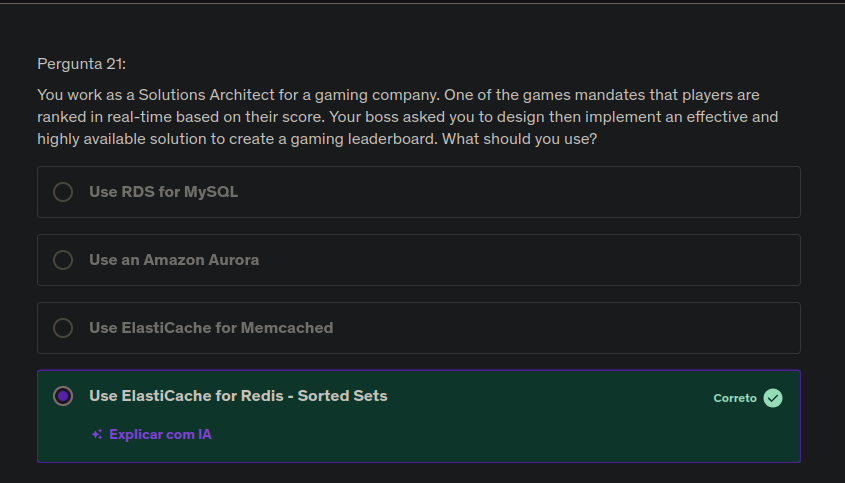 Pergunta 21:
You work as a Solutions Architect for a gaming company. One of the games mandates that players are
ranked in real-time based on their score. Your boss asked you to design then implement an effective and
highly available solution to create a gaming leaderboard. What should you use?
Use RDS for MySQL
Use an Amazon Aurora
Use ElastiCache for Memcached
Use ElastiCache for Redis - Sorted Sets
Correto
Explicar com IA